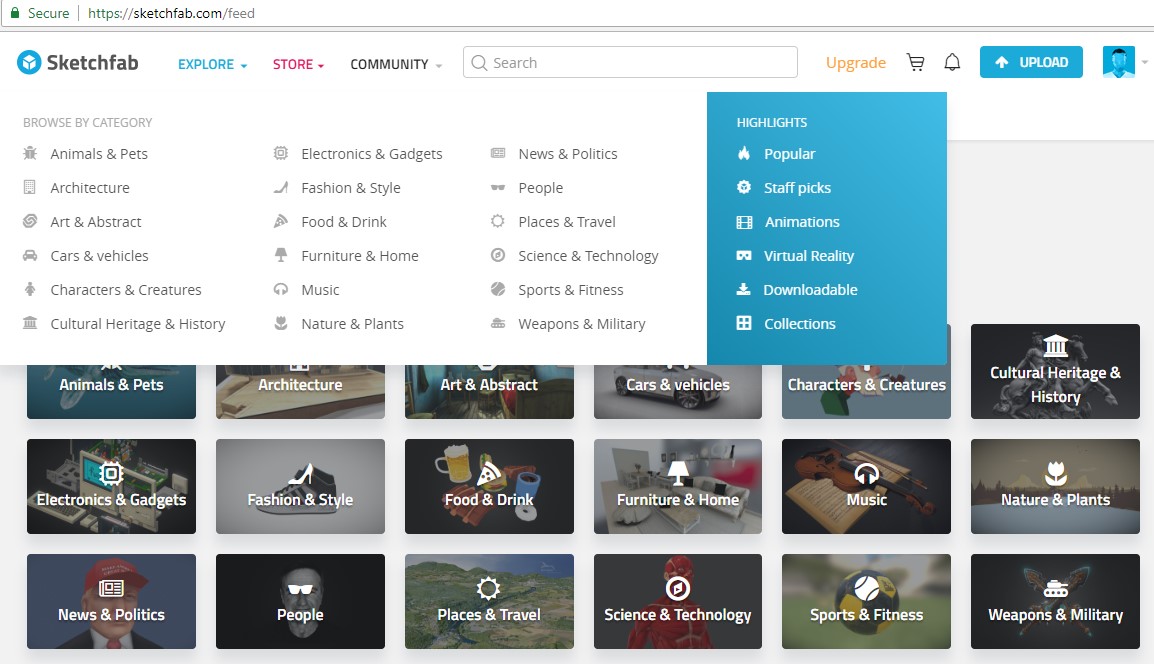 Secure https://sketchfab.com/feed
Sketchfab EXPLORE STORE COMMUNITY Search Upgrade UPLOAD
BROWSE BY CATEGORY
Animals & Pets
Architecture
Art & Abstract
Cars & vehicles
Characters & Creatures
Cultural Heritage & History
Electronics & Gadgets
Fashion & Style
Food & Drink
Furniture & Home
Music
Nature & Plants
News & Politics
People
Places & Travel
Science & Technology
Sports & Fitness
Weapons & Military
HIGHLIGHTS
Popular
Staff picks
Animations
Virtual Reality
Downloadable
Collections
Animals & Pets
Architecture
Art & Abstract
Cars & vehicles
Characters & Creatures
Cultural Heritage &
History
Electronics & Gadgets
Fashion & Style
Food & Drink
Furniture & Home
Music
Nature & Plants
News & Politics
People
Places & Travel
Science & Technology
Sports & Fitness
Weapons & Military